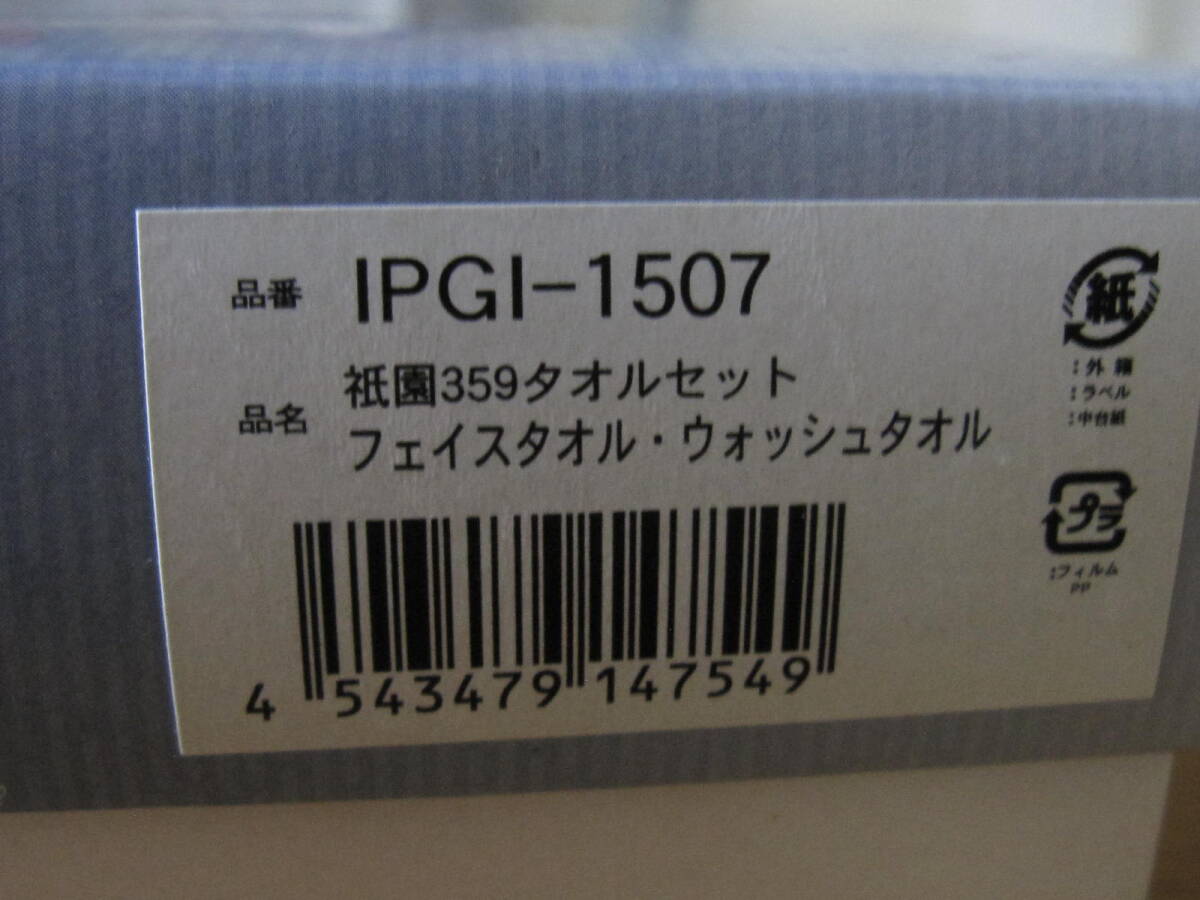 品番 IPGI-1507
品名 祇園359タオルセット
フェイスタオル・ウォッシュタオル
4 543479 147549
紙
:外箱
:ラベル
:中台紙
プラ
:フィルム
PP